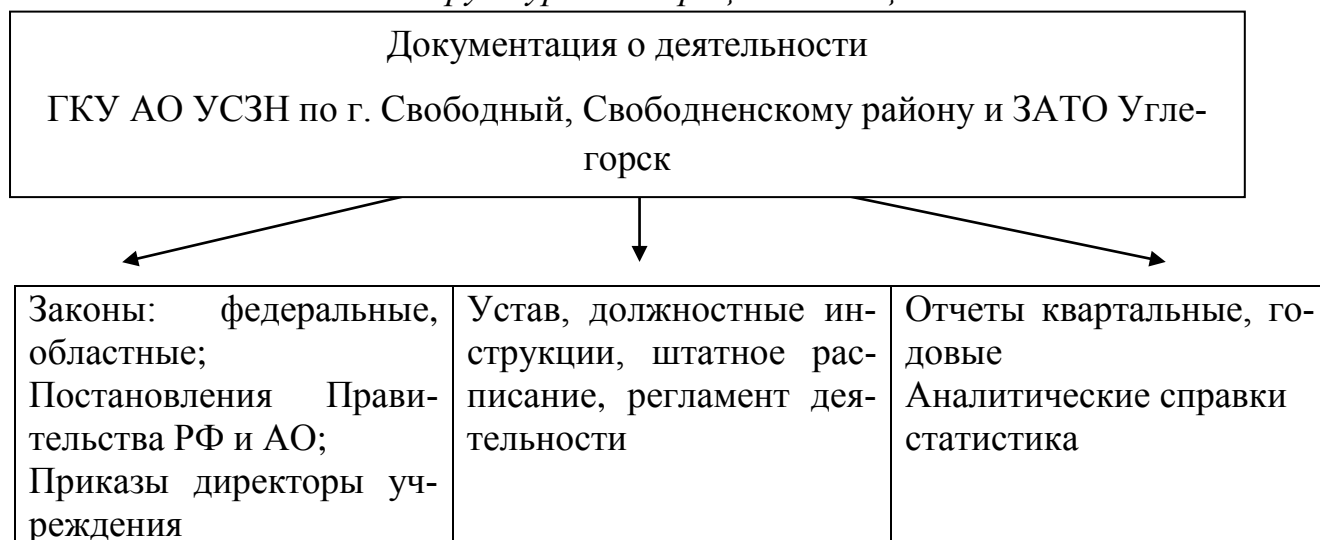 Документация о деятельности
ГКУ АО УСЗН по г. Свободный, Свободненскому району и ЗАТО Угле-
горск
Законы: федеральные,
областные;
Постановления Прави-
тельства РФ и АО;
Приказы директоры уч-
реждения
Устав, должностные ин-
струкции, штатное рас-
писание, регламент дея-
тельности
Отчеты квартальные, го-
довые
Аналитические справки
статистика